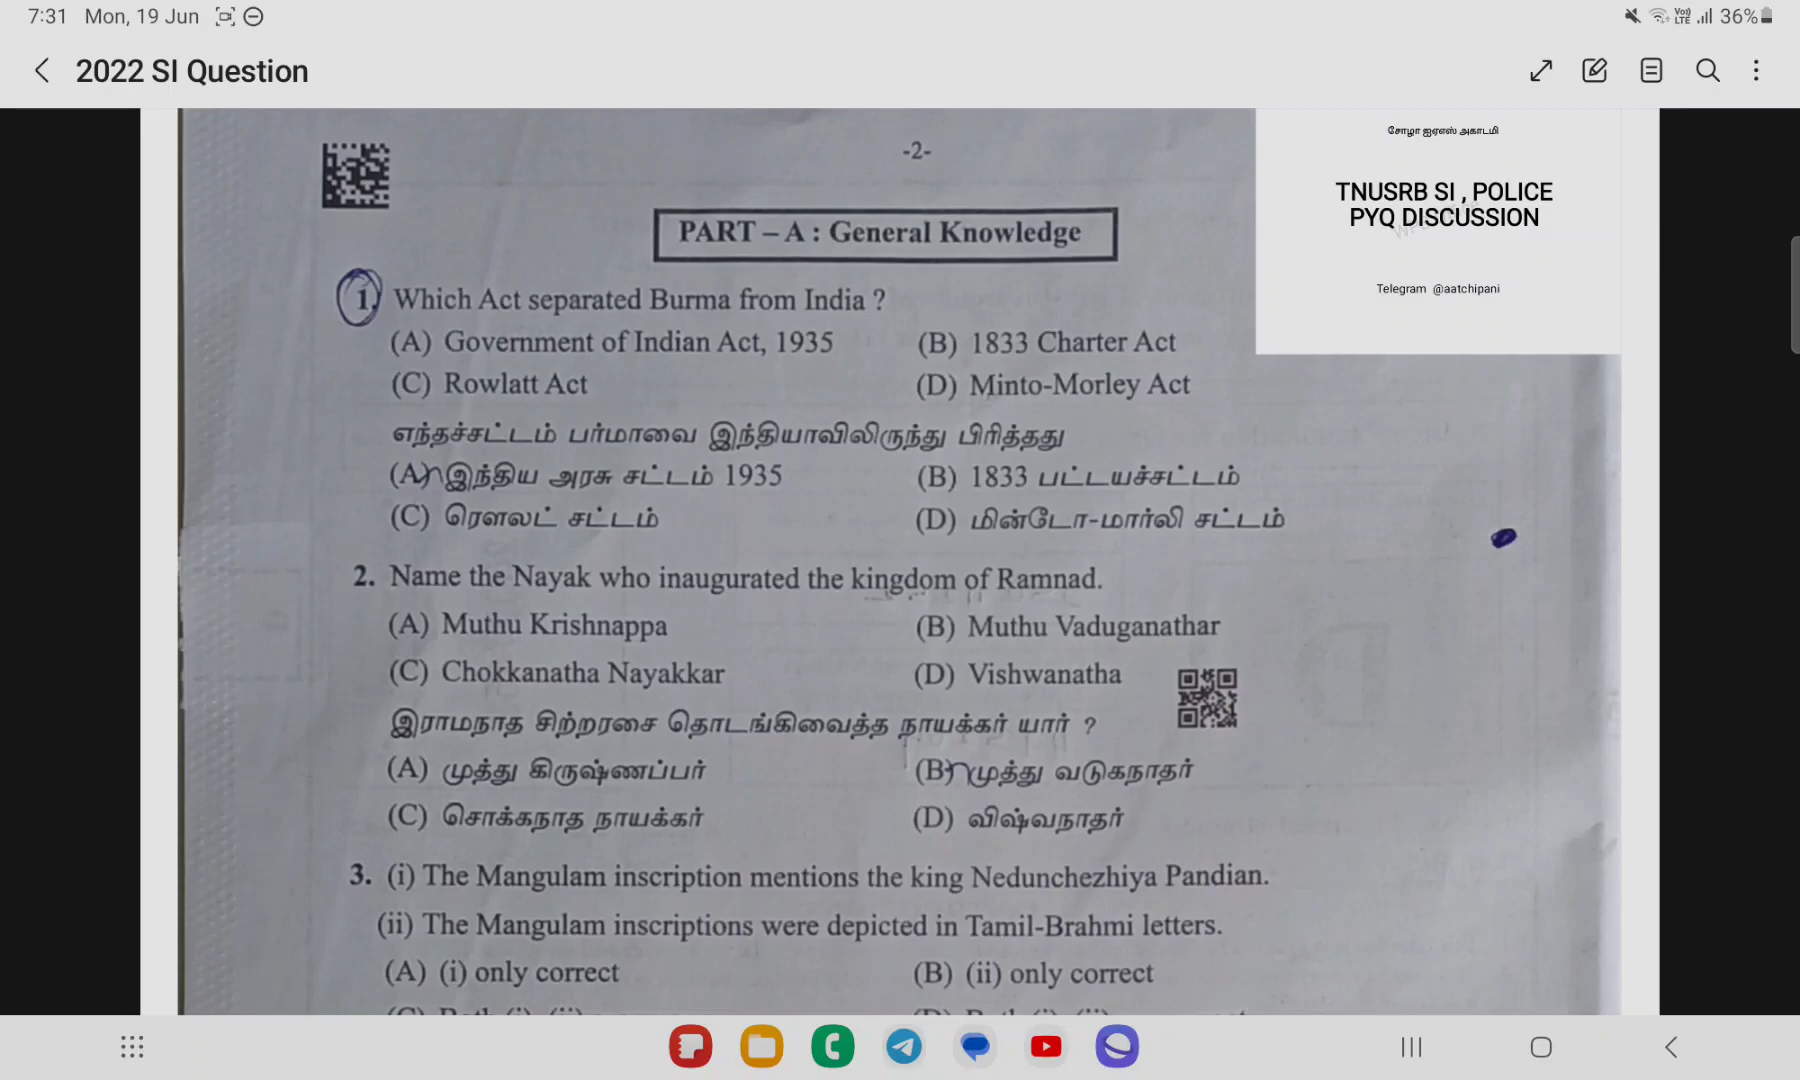 7:31 Mon, 19 Jun
Vo) LTE 36%
2022 SI Question
சோழா ஐஏஎஸ் அகாடமி
TNUSRB SI , POLICE
PYQ DISCUSSION
Telegram @aatchipani
-2-
PART – A : General Knowledge
1. Which Act separated Burma from India ?
(A) Government of Indian Act, 1935 (B) 1833 Charter Act
(C) Rowlatt Act (D) Minto-Morley Act
எந்தச்சட்டம் பர்மாவை இந்தியாவிலிருந்து பிரித்தது
(A) இந்திய அரசு சட்டம் 1935 (B) 1833 பட்டயச்சட்டம்
(C) ரௌலட் சட்டம் (D) மின்டோ-மார்லி சட்டம்
2. Name the Nayak who inaugurated the kingdom of Ramnad.
(A) Muthu Krishnappa (B) Muthu Vaduganathar
(C) Chokkanatha Nayakkar (D) Vishwanatha
இராமநாத சிற்றரசை தொடங்கிவைத்த நாயக்கர் யார் ?
(A) முத்து கிருஷ்ணப்பர் (B) முத்து வடுகநாதர்
(C) சொக்கநாத நாயக்கர் (D) விஷ்வநாதர்
3. (i) The Mangulam inscription mentions the king Nedunchezhiya Pandian.
(ii) The Mangulam inscriptions were depicted in Tamil-Brahmi letters.
(A) (i) only correct (B) (ii) only correct